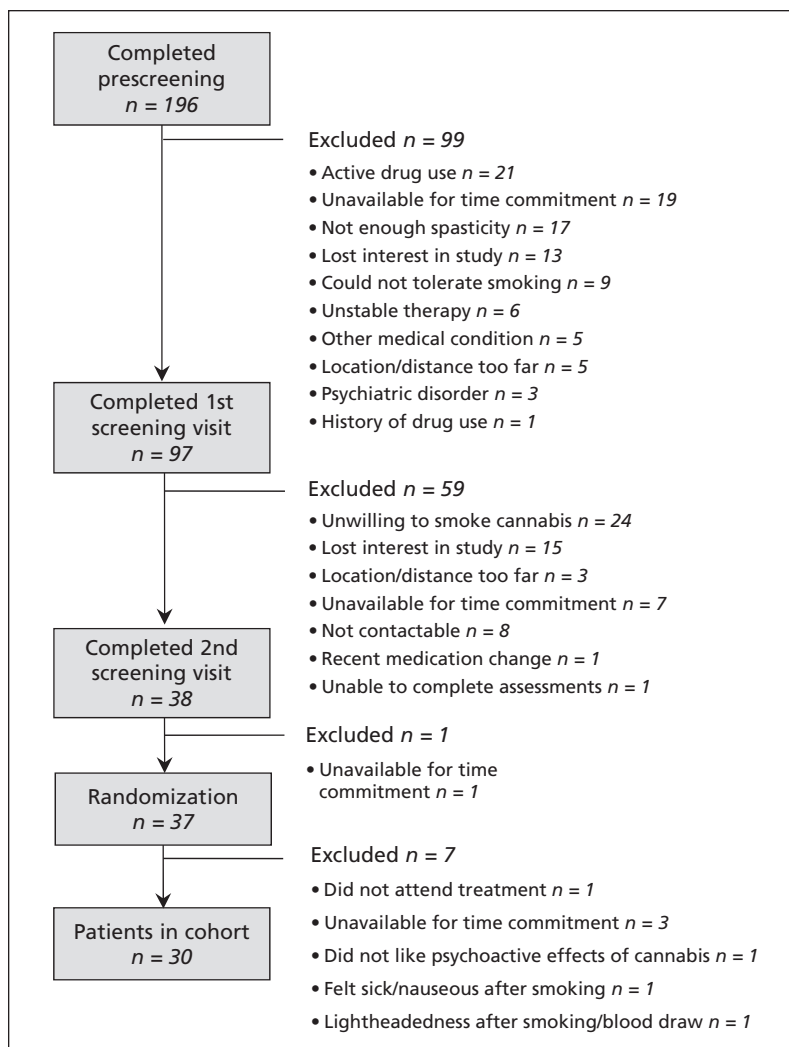 Completed
prescreening
n = 196
Excluded n = 99
• Active drug use n = 21
• Unavailable for time commitment n = 19
• Not enough spasticity n = 17
• Lost interest in study n = 13
• Could not tolerate smoking n = 9
• Unstable therapy n = 6
• Other medical condition n = 5
• Location/distance too far n = 5
• Psychiatric disorder n = 3
• History of drug use n = 1
Completed 1st
screening visit
n = 97
Excluded n = 59
• Unwilling to smoke cannabis n = 24
• Lost interest in study n = 15
• Location/distance too far n = 3
• Unavailable for time commitment n = 7
• Not contactable n = 8
• Recent medication change n = 1
• Unable to complete assessments n = 1
Completed 2nd
screening visit
n = 38
Excluded n = 1
• Unavailable for time
commitment n = 1
Randomization
n = 37
Excluded n = 7
• Did not attend treatment n = 1
• Unavailable for time commitment n = 3
• Did not like psychoactive effects of cannabis n = 1
• Felt sick/nauseous after smoking n = 1
• Lightheadedness after smoking/blood draw n = 1
Patients in cohort
n = 30